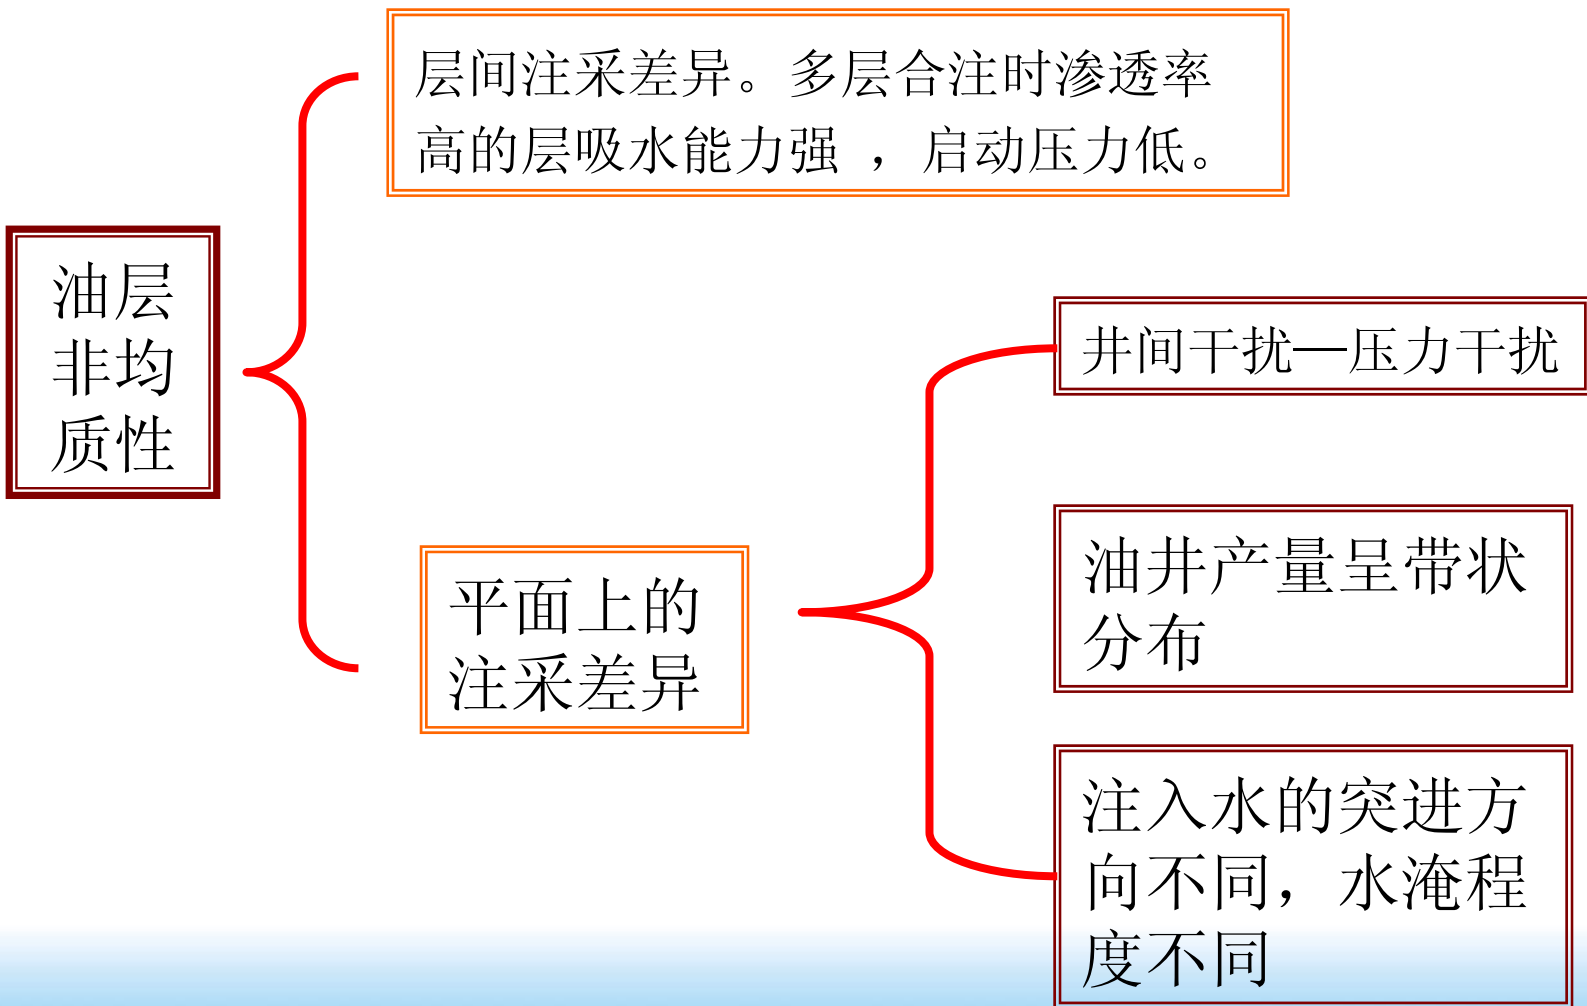 层间注采差异。多层合注时渗透率
高的层吸水能力强 ，启动压力低。
油层
非均
质性
井间干扰—压力干扰
油井产量呈带状
分布
平面上的
注采差异
注入水的突进方
向不同，水淹程
度不同